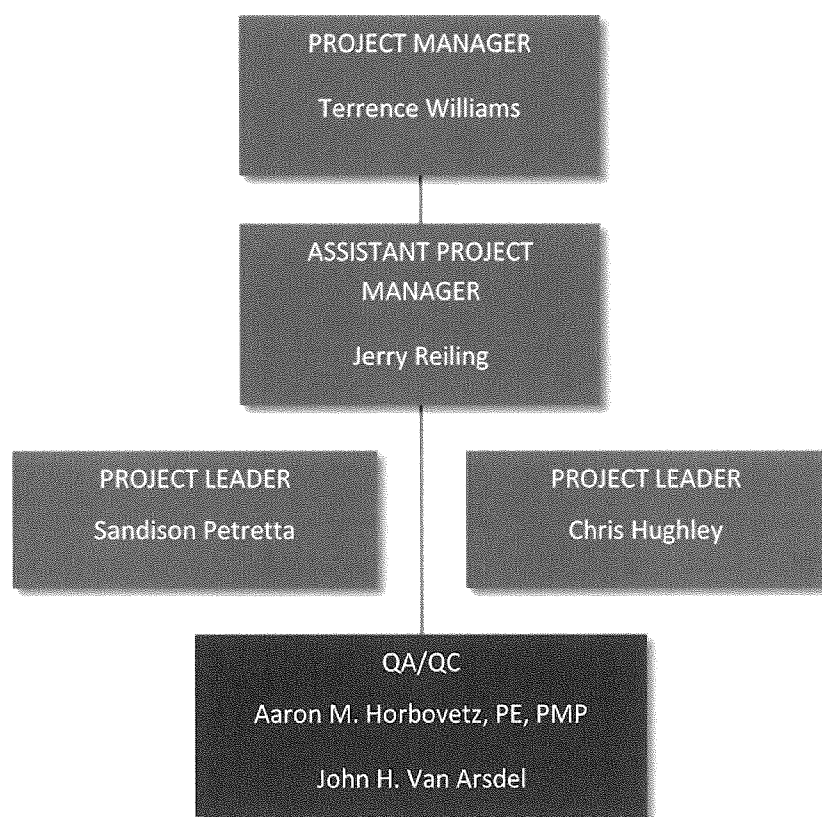 PROJECT MANAGER
Terrence Williams
ASSISTANT PROJECT
MANAGER
Jerry Reiling
PROJECT LEADER
Sandison Petretta
PROJECT LEADER
Chris Hughley
QA/QC
Aaron M. Horbovetz, PE, PMP
John H. Van Arsdel